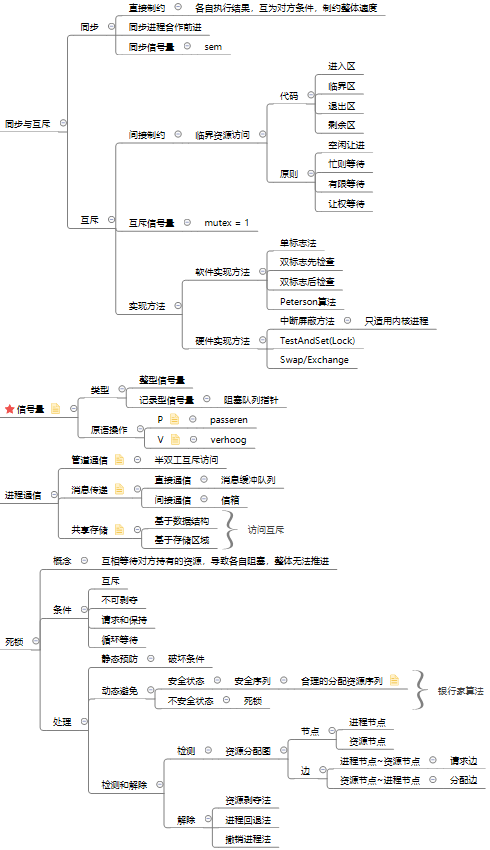 同步与互斥
同步
直接制约
各自执行结果，互为对方条件，制约整体速度
同步进程合作前进
同步信号量
sem
互斥
间接制约
临界资源访问
代码
进入区
临界区
退出区
剩余区
原则
空闲让进
忙则等待
有限等待
让权等待
互斥信号量
mutex = 1
实现方法
软件实现方法
单标志法
双标志先检查
双标志后检查
Peterson算法
硬件实现方法
中断屏蔽方法
只适用内核进程
TestAndSet(Lock)
Swap/Exchange
信号量
类型
整型信号量
记录型信号量
阻塞队列指针
原语操作
P
passeren
V
verhoog
进程通信
管道通信
半双工互斥访问
消息传递
直接通信
消息缓冲队列
间接通信
信箱
共享存储
基于数据结构
基于存储区域
访问互斥
死锁
概念
互相等待对方持有的资源，导致各自阻塞，整体无法推进
条件
互斥
不可剥夺
请求和保持
循环等待
处理
静态预防
破坏条件
动态避免
安全状态
安全序列
合理的分配资源序列
不安全状态
死锁
银行家算法
检测和解除
检测
资源分配图
节点
进程节点
资源节点
边
进程节点~资源节点
请求边
资源节点~进程节点
分配边
解除
资源剥夺法
进程回退法
撤销进程法